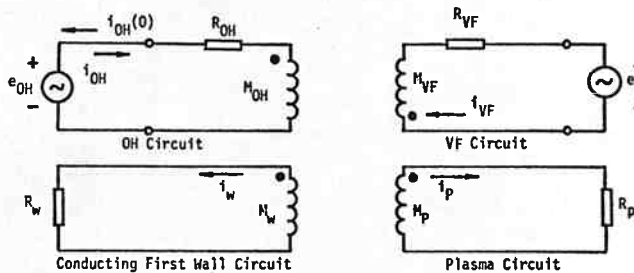 i_OH(0)
R_OH
+
i_OH
e_OH
M_OH
−
OH Circuit
R_VF
M_VF
i_VF
e
VF Circuit
R_w
i_w
M_w
Conducting First Wall Circuit
i_p
M_p
R_p
Plasma Circuit